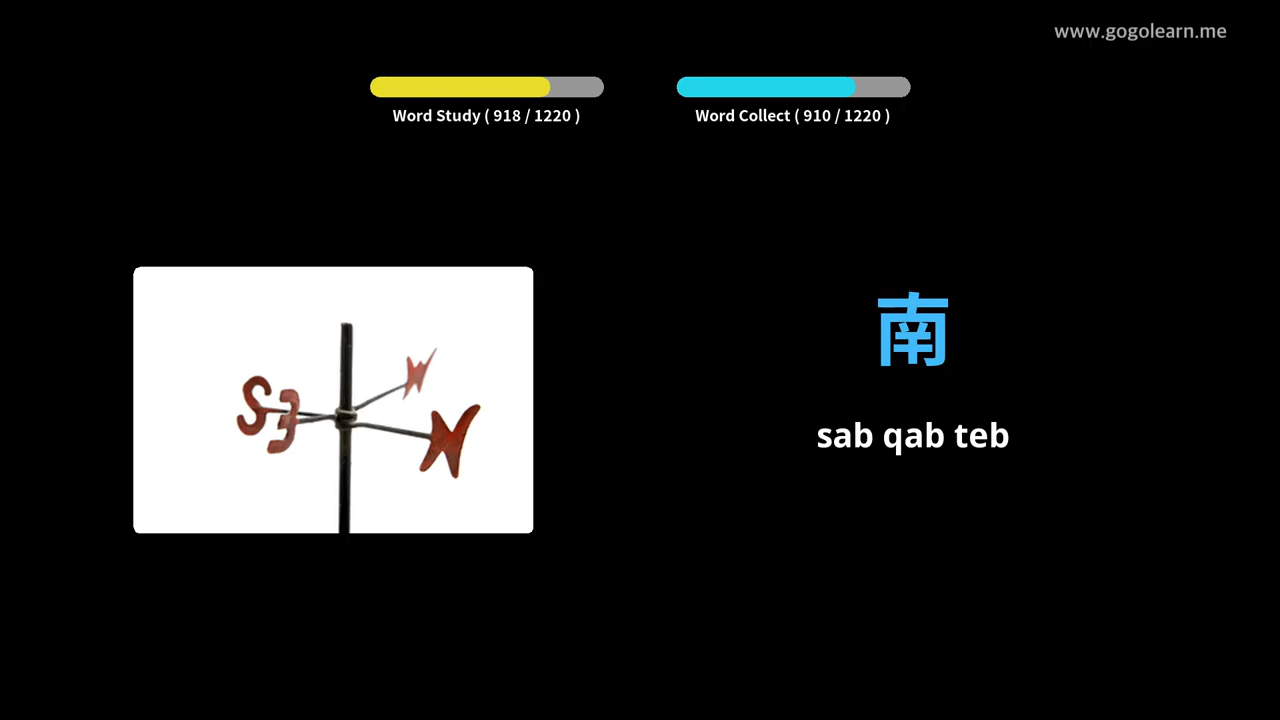 www.gogolearn.me
Word Study ( 918 / 1220 )
Word Collect ( 910 / 1220 )
南
sab qab teb
S
E
W
N